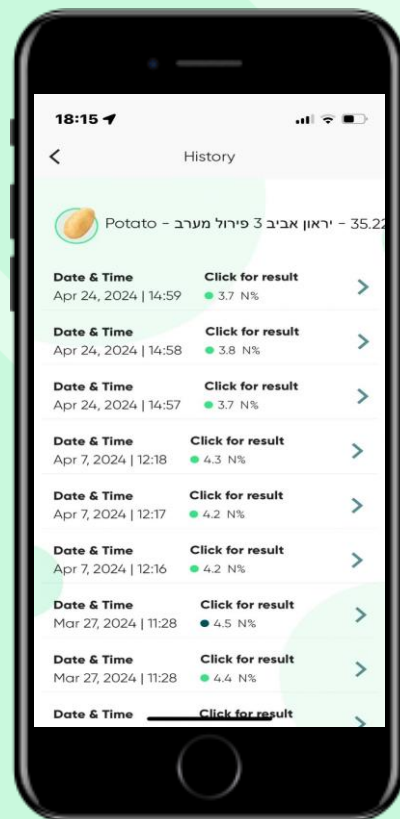 18:15
History
Potato - יראון אביב 3 פירול מערב - 35.22
Date & Time Click for result
Apr 24, 2024 | 14:59 3.7 N%
Date & Time Click for result
Apr 24, 2024 | 14:58 3.8 N%
Date & Time Click for result
Apr 24, 2024 | 14:57 3.7 N%
Date & Time Click for result
Apr 7, 2024 | 12:18 4.3 N%
Date & Time Click for result
Apr 7, 2024 | 12:17 4.2 N%
Date & Time Click for result
Apr 7, 2024 | 12:16 4.2 N%
Date & Time Click for result
Mar 27, 2024 | 11:28 4.5 N%
Date & Time Click for result
Mar 27, 2024 | 11:28 4.4 N%
Date & Time Click for result